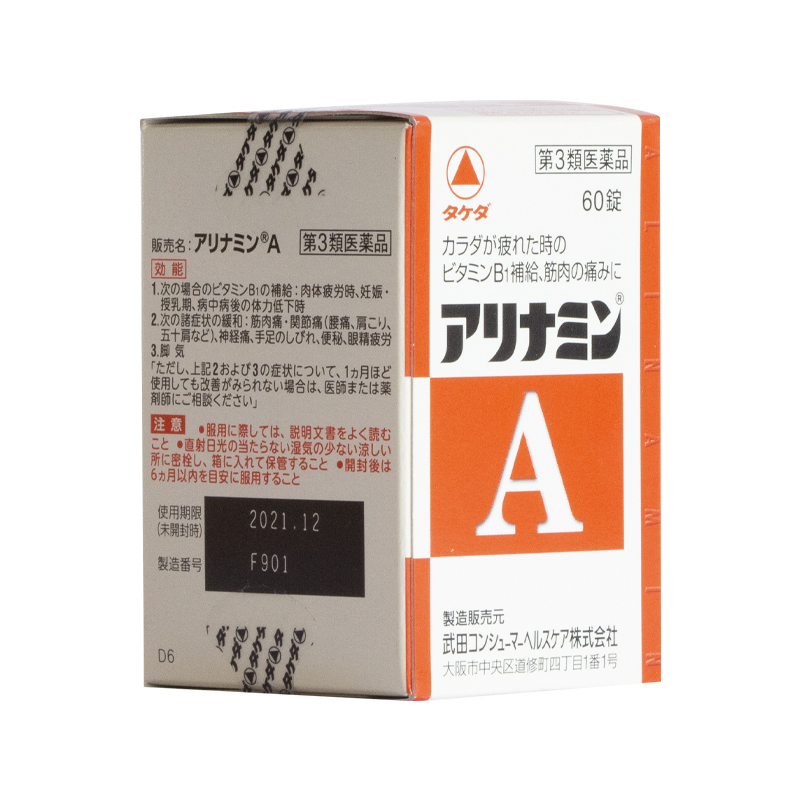 販売名：アリナミン®A 第3類医薬品
効能
1.次の場合のビタミンB1の補給：肉体疲労時、妊娠・
授乳期、病中病後の体力低下時
2.次の諸症状の緩和：筋肉痛・関節痛（腰痛、肩こり、
五十肩など）、神経痛、手足のしびれ、便秘、眼精疲労
3.脚気
「ただし、上記2および3の症状について、1ヵ月ほど
使用しても改善がみられない場合は、医師または薬
剤師にご相談ください」
注意 ●服用に際しては、説明文書をよく読む
こと ●直射日光の当たらない湿気の少ない涼しい
所に密栓し、箱に入れて保管すること ●開封後は
6ヵ月以内を目安に服用すること
使用期限
(未開封時)
2021.12
製造番号
F901
D6
タケダ
タケダ
第3類医薬品
タケダ
60錠
カラダが疲れた時の
ビタミンB1補給、筋肉の痛みに
アリナミン®
A
製造販売元
武田コンシューマーヘルスケア株式会社
大阪市中央区道修町四丁目1番1号
ALINAMIN